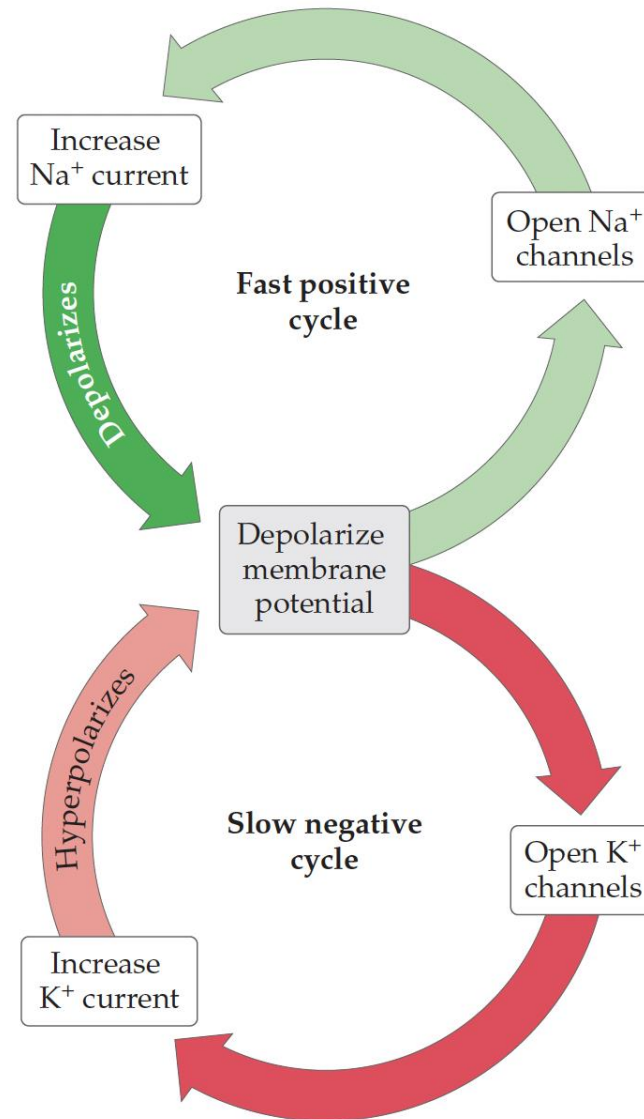 Increase
Na⁺ current
Open Na⁺
channels
Fast positive
cycle
Depolarizes
Depolarize
membrane
potential
Hyperpolarizes
Slow negative
cycle
Open K⁺
channels
Increase
K⁺ current